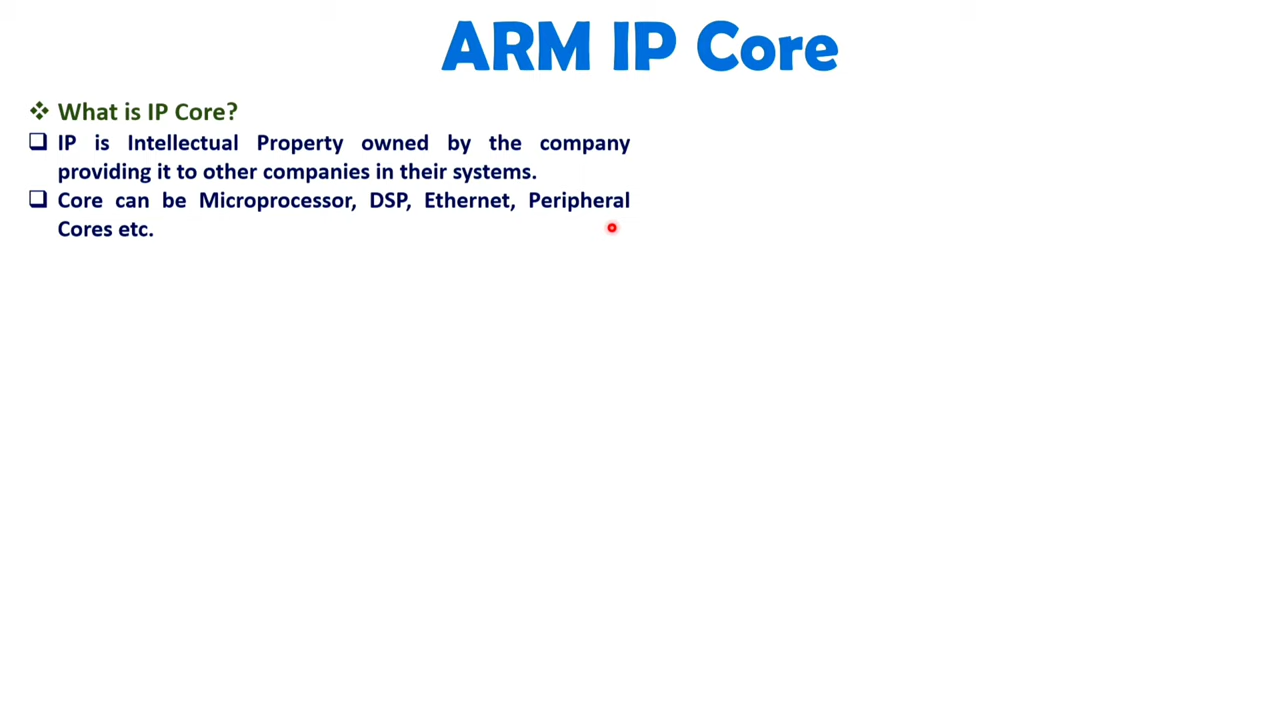 ARM IP Core
What is IP Core?
IP is Intellectual Property owned by the company
providing it to other companies in their systems.
Core can be Microprocessor, DSP, Ethernet, Peripheral
Cores etc.